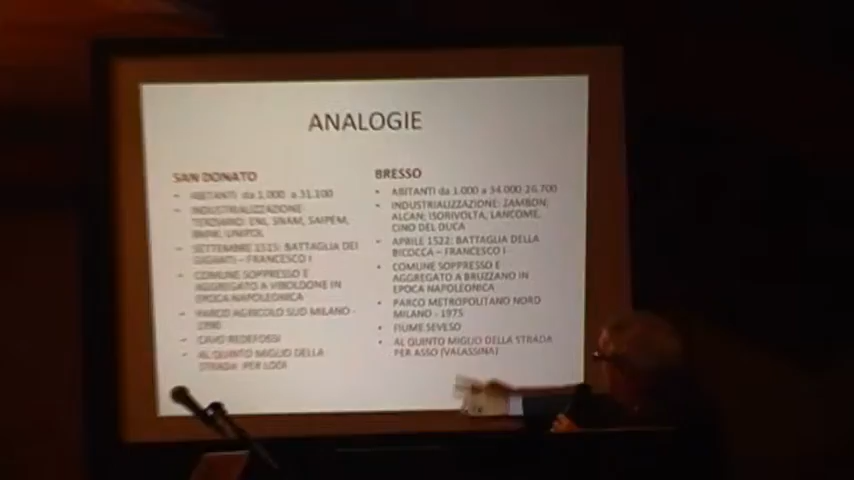 ANALOGIE
SAN DONATO
• ABITANTI da 1.000 a 31.100
• INDUSTRIALIZZAZIONE
TERZIARIO: ENI, SNAM, SAIPEM,
BMW, UNIPOL
• SETTEMBRE 1515: BATTAGLIA DEI
GIGANTI – FRANCESCO I
• COMUNE SOPPRESSO E
AGGREGATO A VIBOLDONE IN
EPOCA NAPOLEONICA
• PARCO AGRICOLO SUD MILANO -
1990
• CAVO REDEFOSSI
• AL QUINTO MIGLIO DELLA
STRADA PER LODI
BRESSO
• ABITANTI da 1.000 a 34.000 26.700
• INDUSTRIALIZZAZIONE: ZAMBON;
ALCAN; ISORIVOLTA, LANCOME,
CINO DEL DUCA
• APRILE 1522: BATTAGLIA DELLA
BICOCCA – FRANCESCO I
• COMUNE SOPPRESSO E
AGGREGATO A BRUZZANO IN
EPOCA NAPOLEONICA
• PARCO METROPOLITANO NORD
MILANO - 1975
• FIUME SEVESO
• AL QUINTO MIGLIO DELLA STRADA
PER ASSO (VALASSINA)